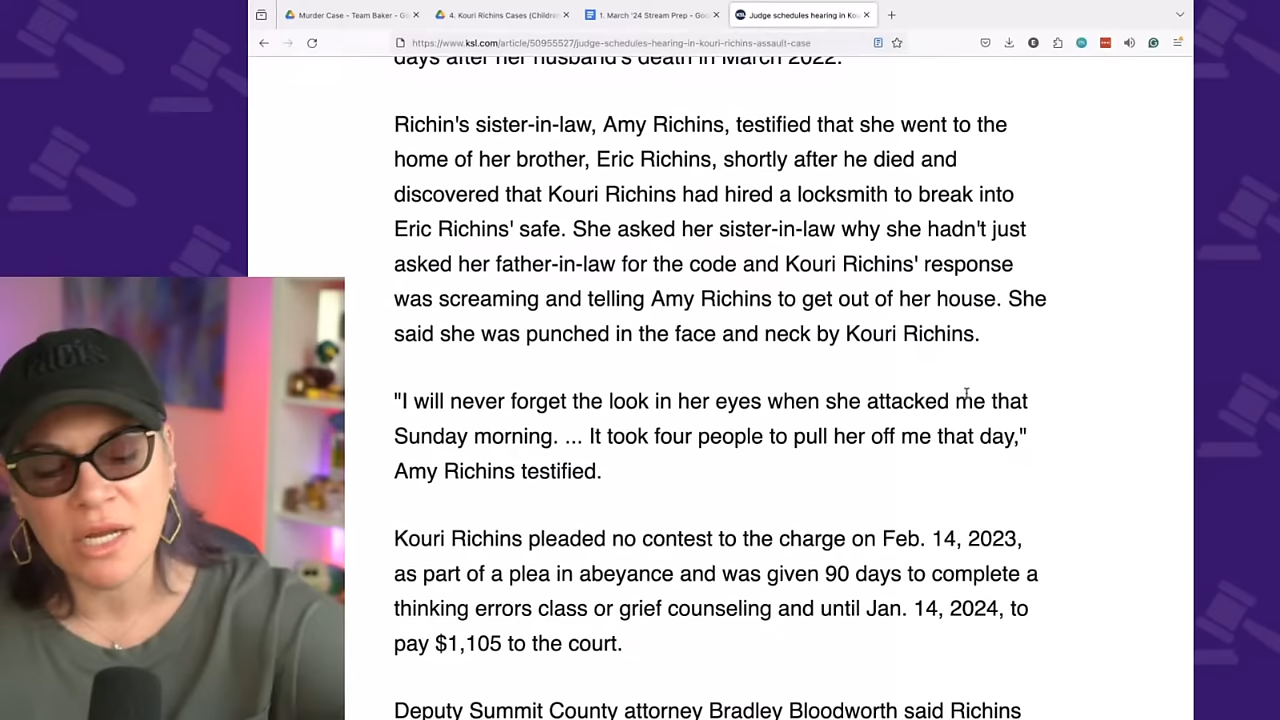 Murder Case - Team Baker - G
4. Kouri Richins Cases (Childre
1. March '24 Stream Prep - Goo
Judge schedules hearing in Kou
https://www.ksl.com/article/50955527/judge-schedules-hearing-in-kouri-richins-assault-case
days after her husband's death in March 2022.
Richin's sister-in-law, Amy Richins, testified that she went to the
home of her brother, Eric Richins, shortly after he died and
discovered that Kouri Richins had hired a locksmith to break into
Eric Richins' safe. She asked her sister-in-law why she hadn't just
asked her father-in-law for the code and Kouri Richins' response
was screaming and telling Amy Richins to get out of her house. She
said she was punched in the face and neck by Kouri Richins.
"I will never forget the look in her eyes when she attacked me that
Sunday morning. ... It took four people to pull her off me that day,"
Amy Richins testified.
Kouri Richins pleaded no contest to the charge on Feb. 14, 2023,
as part of a plea in abeyance and was given 90 days to complete a
thinking errors class or grief counseling and until Jan. 14, 2024, to
pay $1,105 to the court.
Deputy Summit County attorney Bradley Bloodworth said Richins